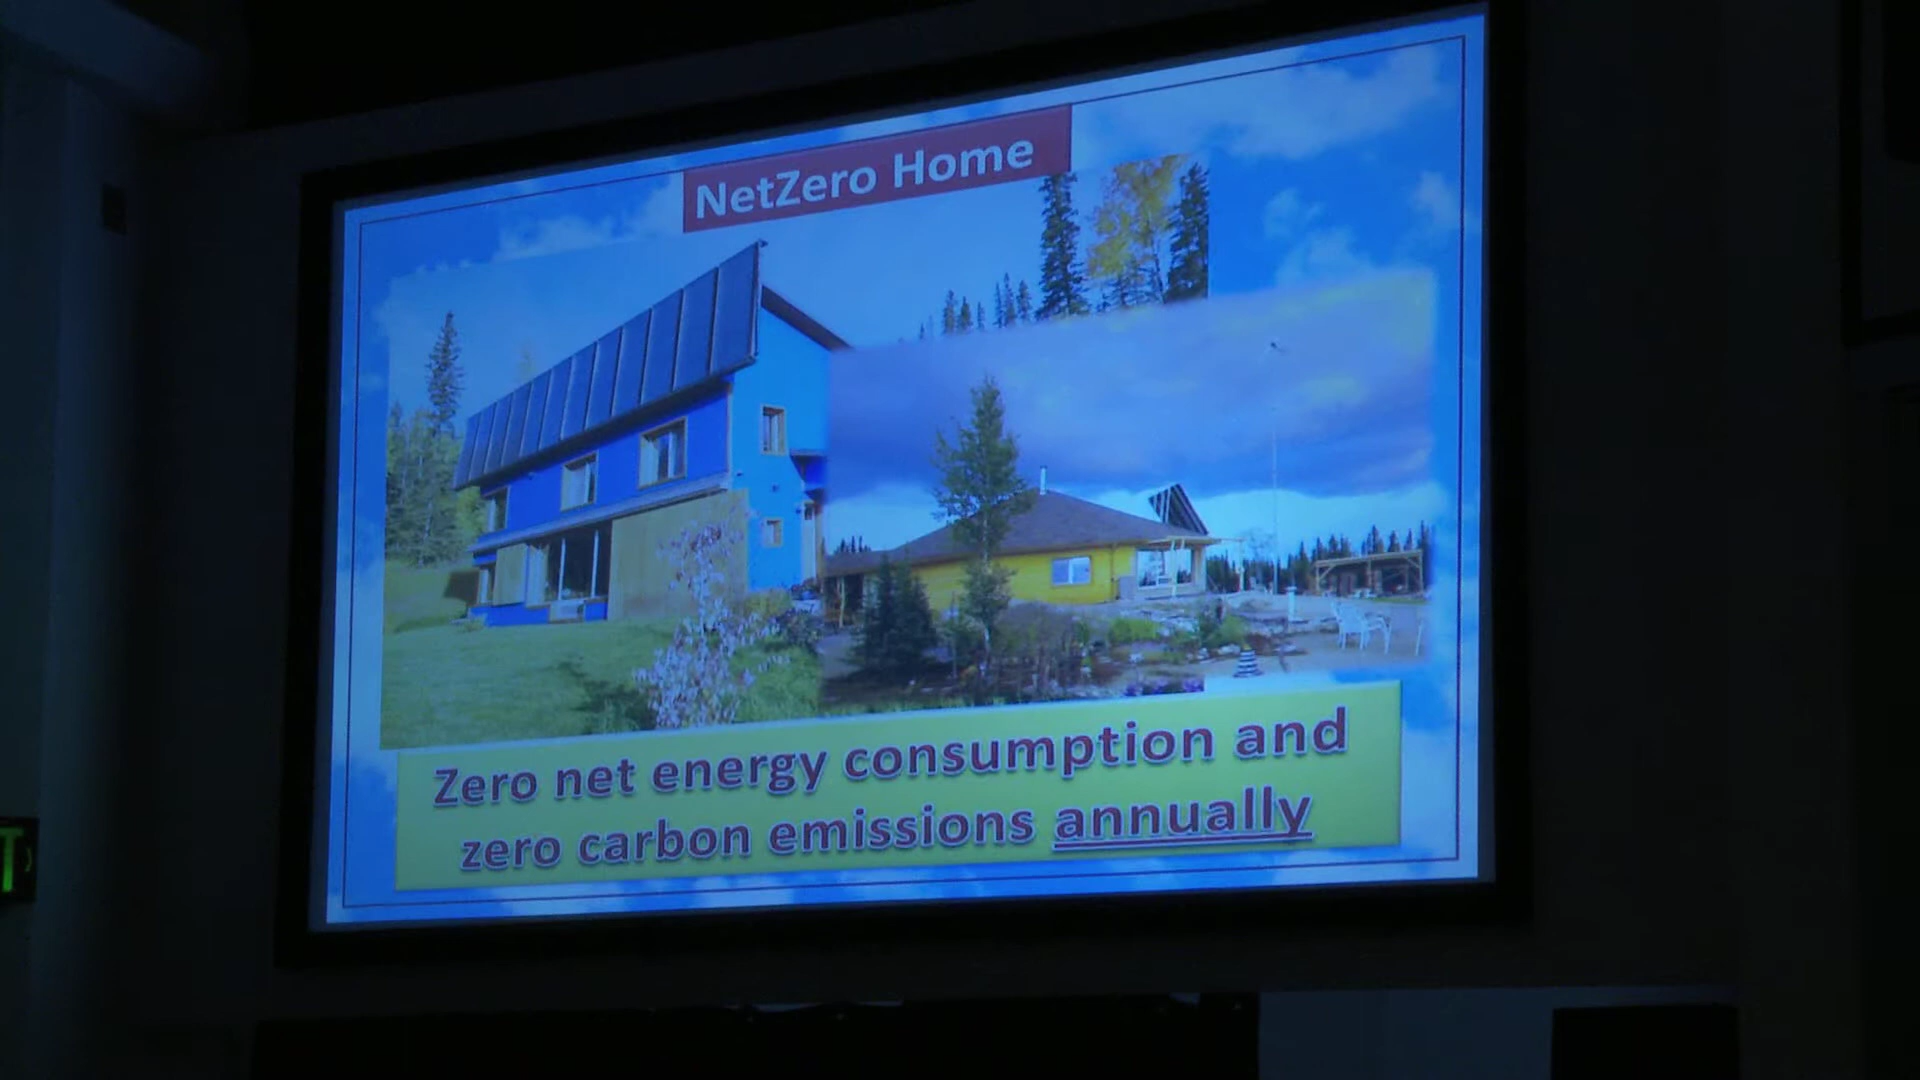 NetZero Home
Zero net energy consumption and
zero carbon emissions annually